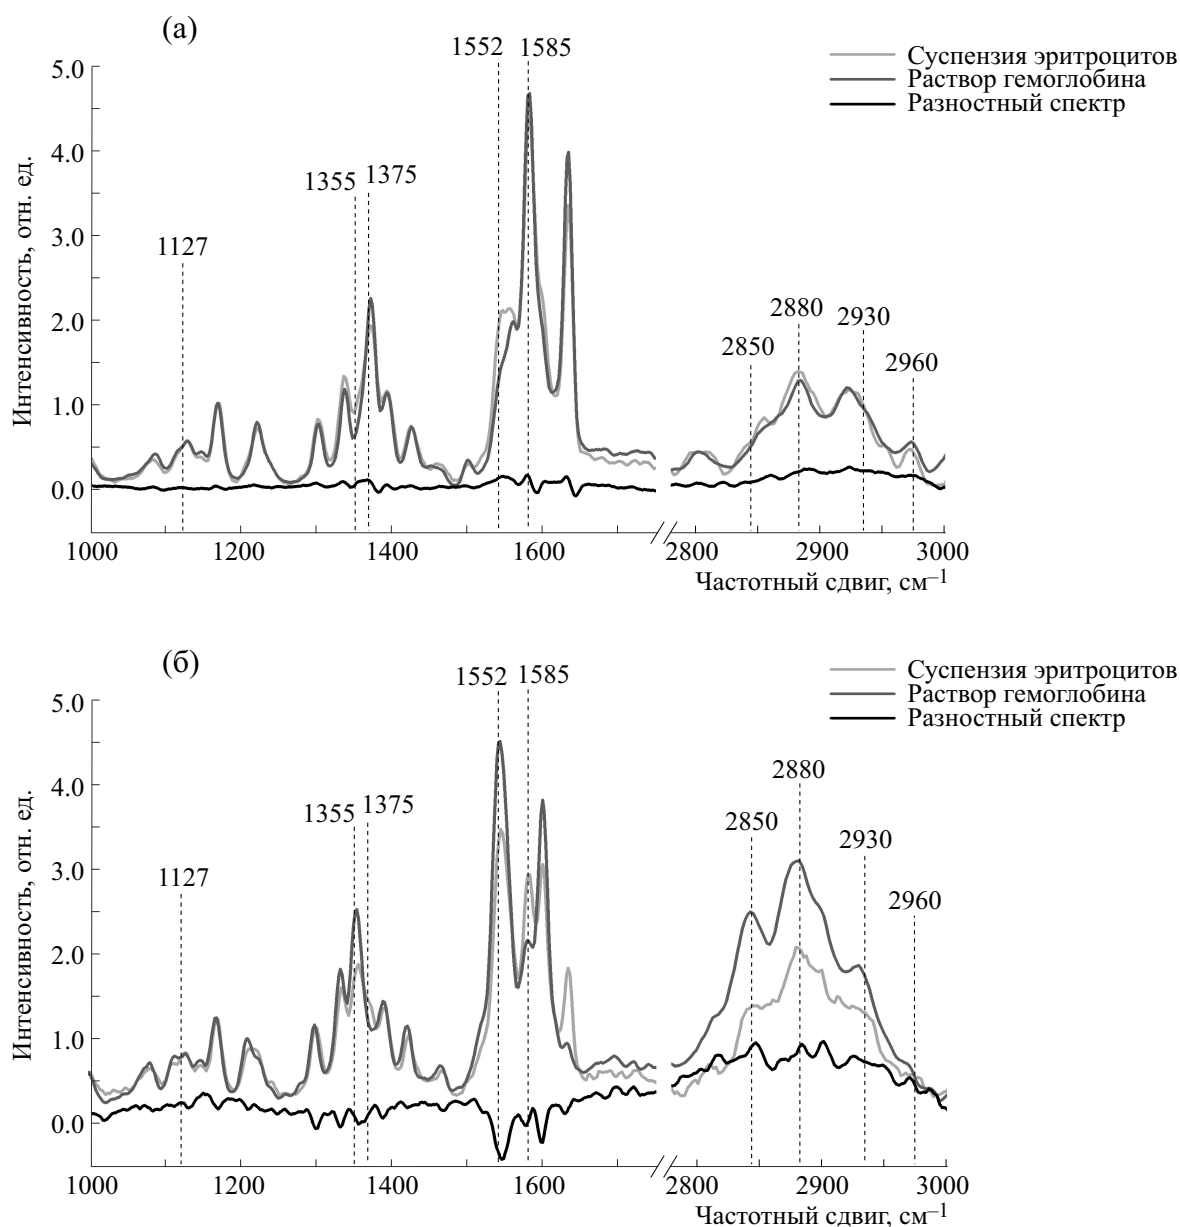 (а)
1552 1585
Суспензия эритроцитов
Раствор гемоглобина
Разностный спектр
5.0
4.0
3.0
2.0
1.0
0.0
Интенсивность, отн. ед.
1127
1355 1375
2850
2880
2930
2960
1000 1200 1400 1600 2800 2900 3000
Частотный сдвиг, см–1
(б)
1552 1585
Суспензия эритроцитов
Раствор гемоглобина
Разностный спектр
5.0
4.0
3.0
2.0
1.0
0.0
Интенсивность, отн. ед.
1127
1355 1375
2850
2880
2930
2960
1000 1200 1400 1600 2800 2900 3000
Частотный сдвиг, см–1